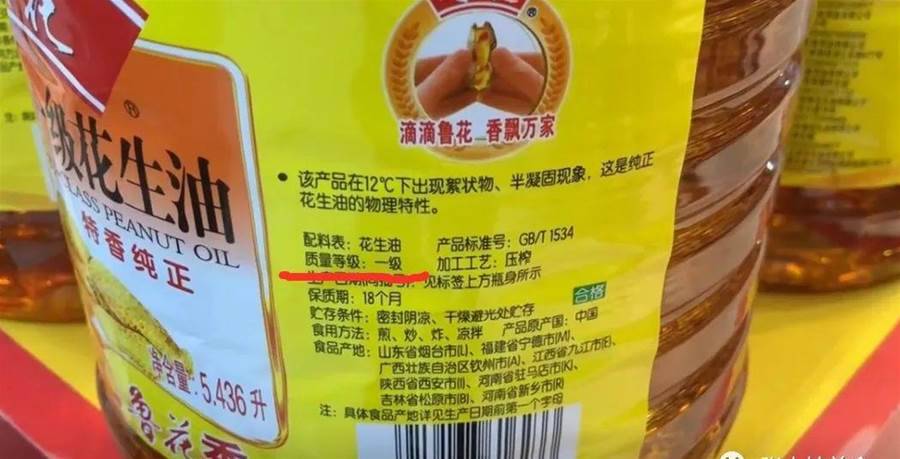 级花生油
CLASS PEANUT OIL
特香纯正
净含量: 5.436 升
鲁花香
滴滴鲁花 香飘万家
• 该产品在12℃下出现絮状物、半凝固现象，这是纯正
花生油的物理特性。
配料表: 花生油 产品标准号: GB/T 1534
质量等级: 一级 加工工艺: 压榨
见标签上方瓶身所示
保质期: 18个月
合格
贮存条件: 密封阴凉、干燥避光处贮存
食用方法: 煎、炒、炸、凉拌 产品原产国: 中国
食品产地: 山东省烟台市(L)、福建省宁德市(M)、
广西壮族自治区钦州市(A)、江西省九江市(E)、
陕西省西安市(I)、河南省驻马店市(K)、
吉林省松原市(B)、河南省新乡市(R)
注: 具体食品产地详见生产日期前第一个字母